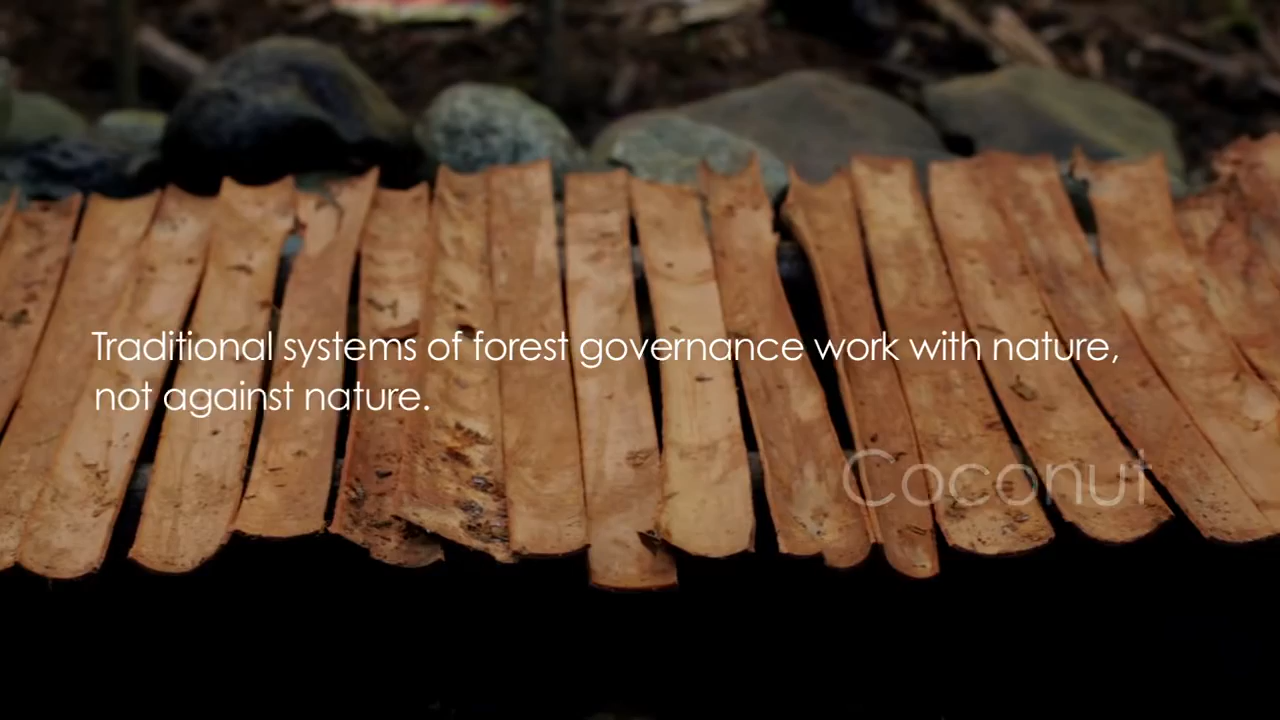 Traditional systems of forest governance work with nature,
not against nature.
Coconut